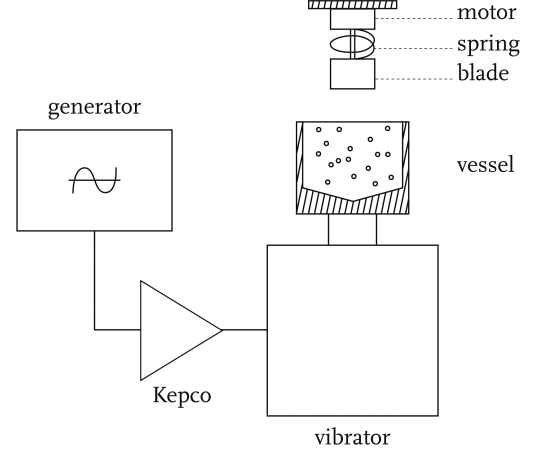 motor
spring
blade
generator
vessel
Kepco
vibrator